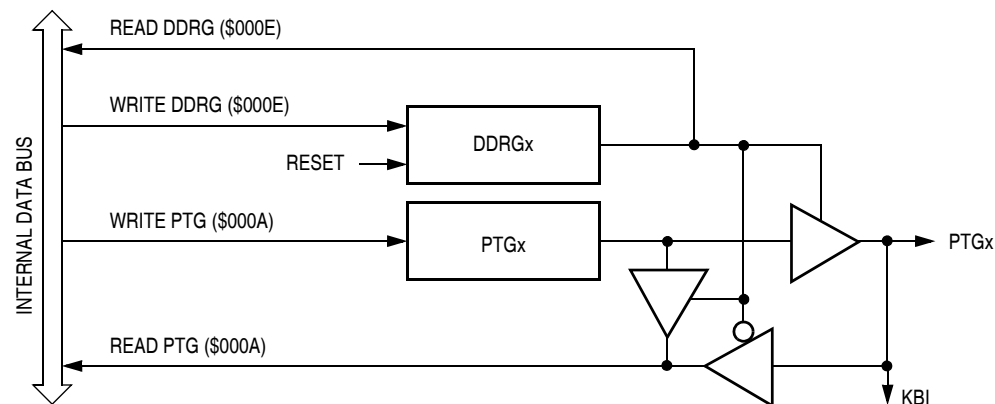 READ DDRG ($000E)
WRITE DDRG ($000E)
DDRGx
RESET
INTERNAL DATA BUS
WRITE PTG ($000A)
PTGx
PTGx
READ PTG ($000A)
KBI